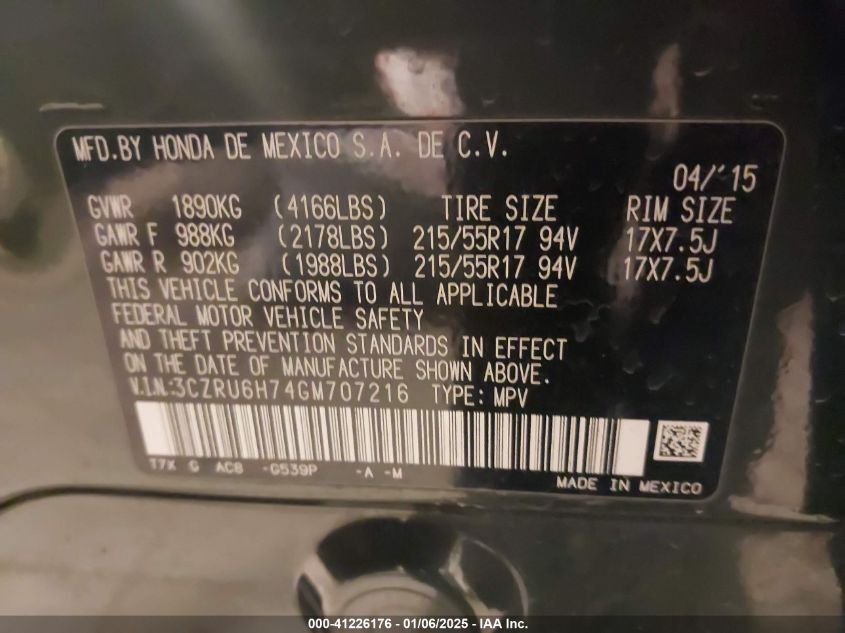 MFD.BY HONDA DE MEXICO S.A. DE C.V.
04/'15
GVWR 1890KG (4166LBS) TIRE SIZE RIM SIZE
GAWR F 988KG (2178LBS) 215/55R17 94V 17X7.5J
GAWR R 902KG (1988LBS) 215/55R17 94V 17X7.5J
THIS VEHICLE CONFORMS TO ALL APPLICABLE
FEDERAL MOTOR VEHICLE SAFETY
AND THEFT PREVENTION STANDARDS IN EFFECT
ON THE DATE OF MANUFACTURE SHOWN ABOVE.
V.I.N:3CZRU6H74GM707216 TYPE: MPV
T7X G AC8 -G539P -A -M
MADE IN MEXICO
000-41226176 - 01/06/2025 - IAA Inc.